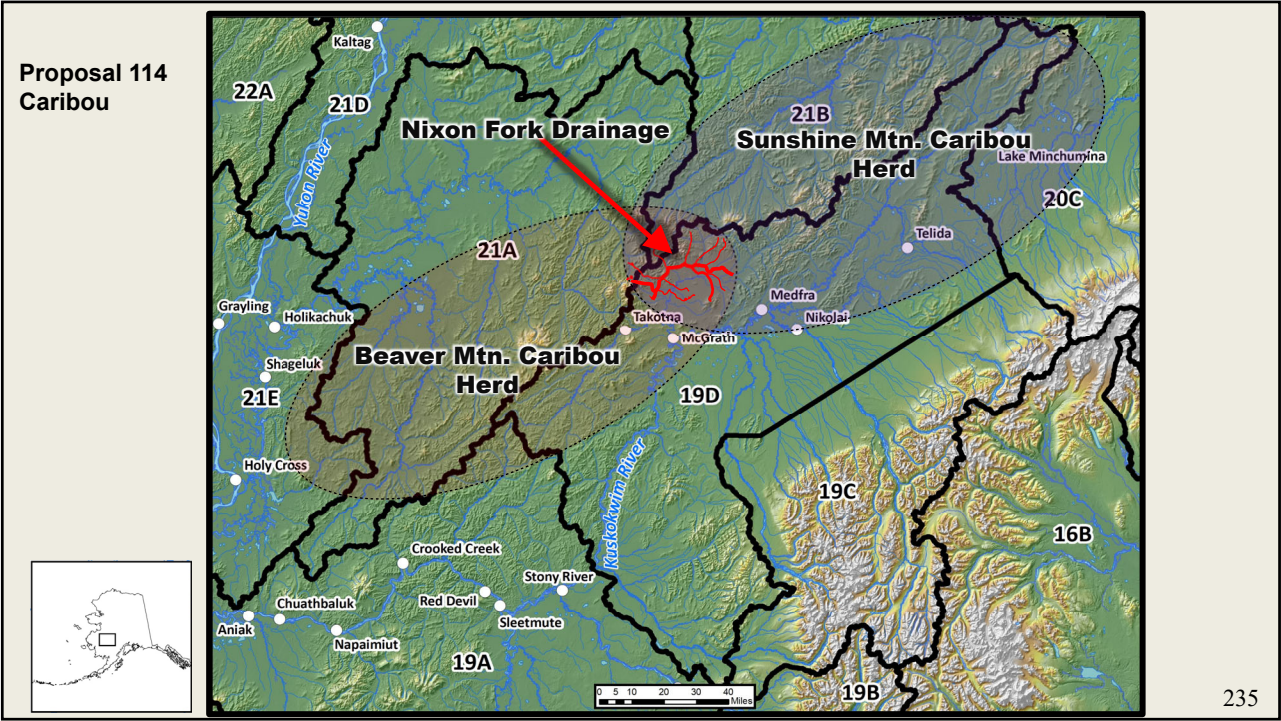 Proposal 114
Caribou
Kaltag
22A
21D
Yukon River
Nixon Fork Drainage
21B
Sunshine Mtn. Caribou
Herd
Lake Minchumina
20C
21A
Telida
Grayling
Holikachuk
Medfra
Takotna
Nikolai
McGrath
Shageluk
Beaver Mtn. Caribou
Herd
21E
19D
Holy Cross
Kuskokwim River
19C
16B
Crooked Creek
Stony River
Chuathbaluk
Red Devil
Sleetmute
Aniak
Napaimiut
19A
19B
0 5 10 20 30 40
Miles
235